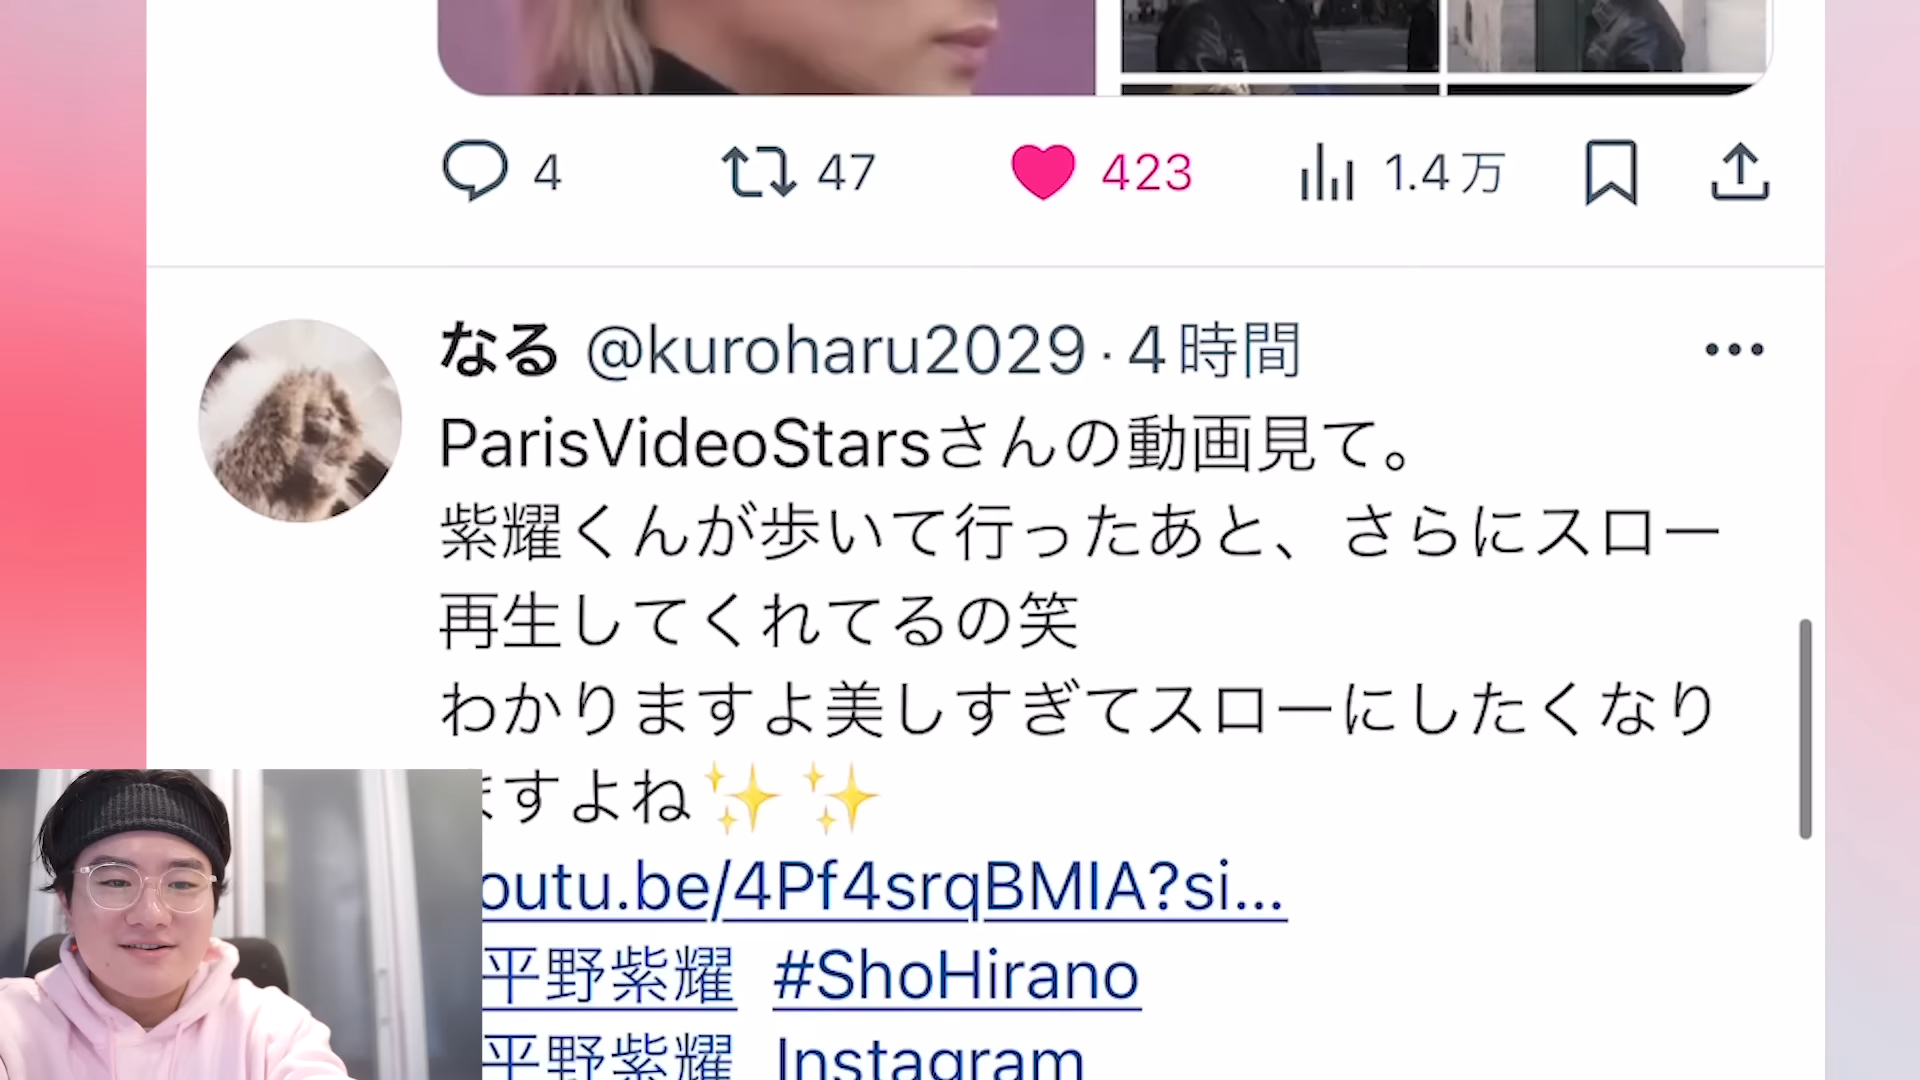 4 47 423 1.4万
なる @kuroharu2029·4時間
ParisVideoStarsさんの動画見て。
紫耀くんが歩いて行ったあと、さらにスロー
再生してくれてるの笑
わかりますよ美しすぎてスローにしたくなり
ますよね✨✨
outu.be/4Pf4srqBMIA?si...
平野紫耀 #ShoHirano
平野紫耀 Instagram